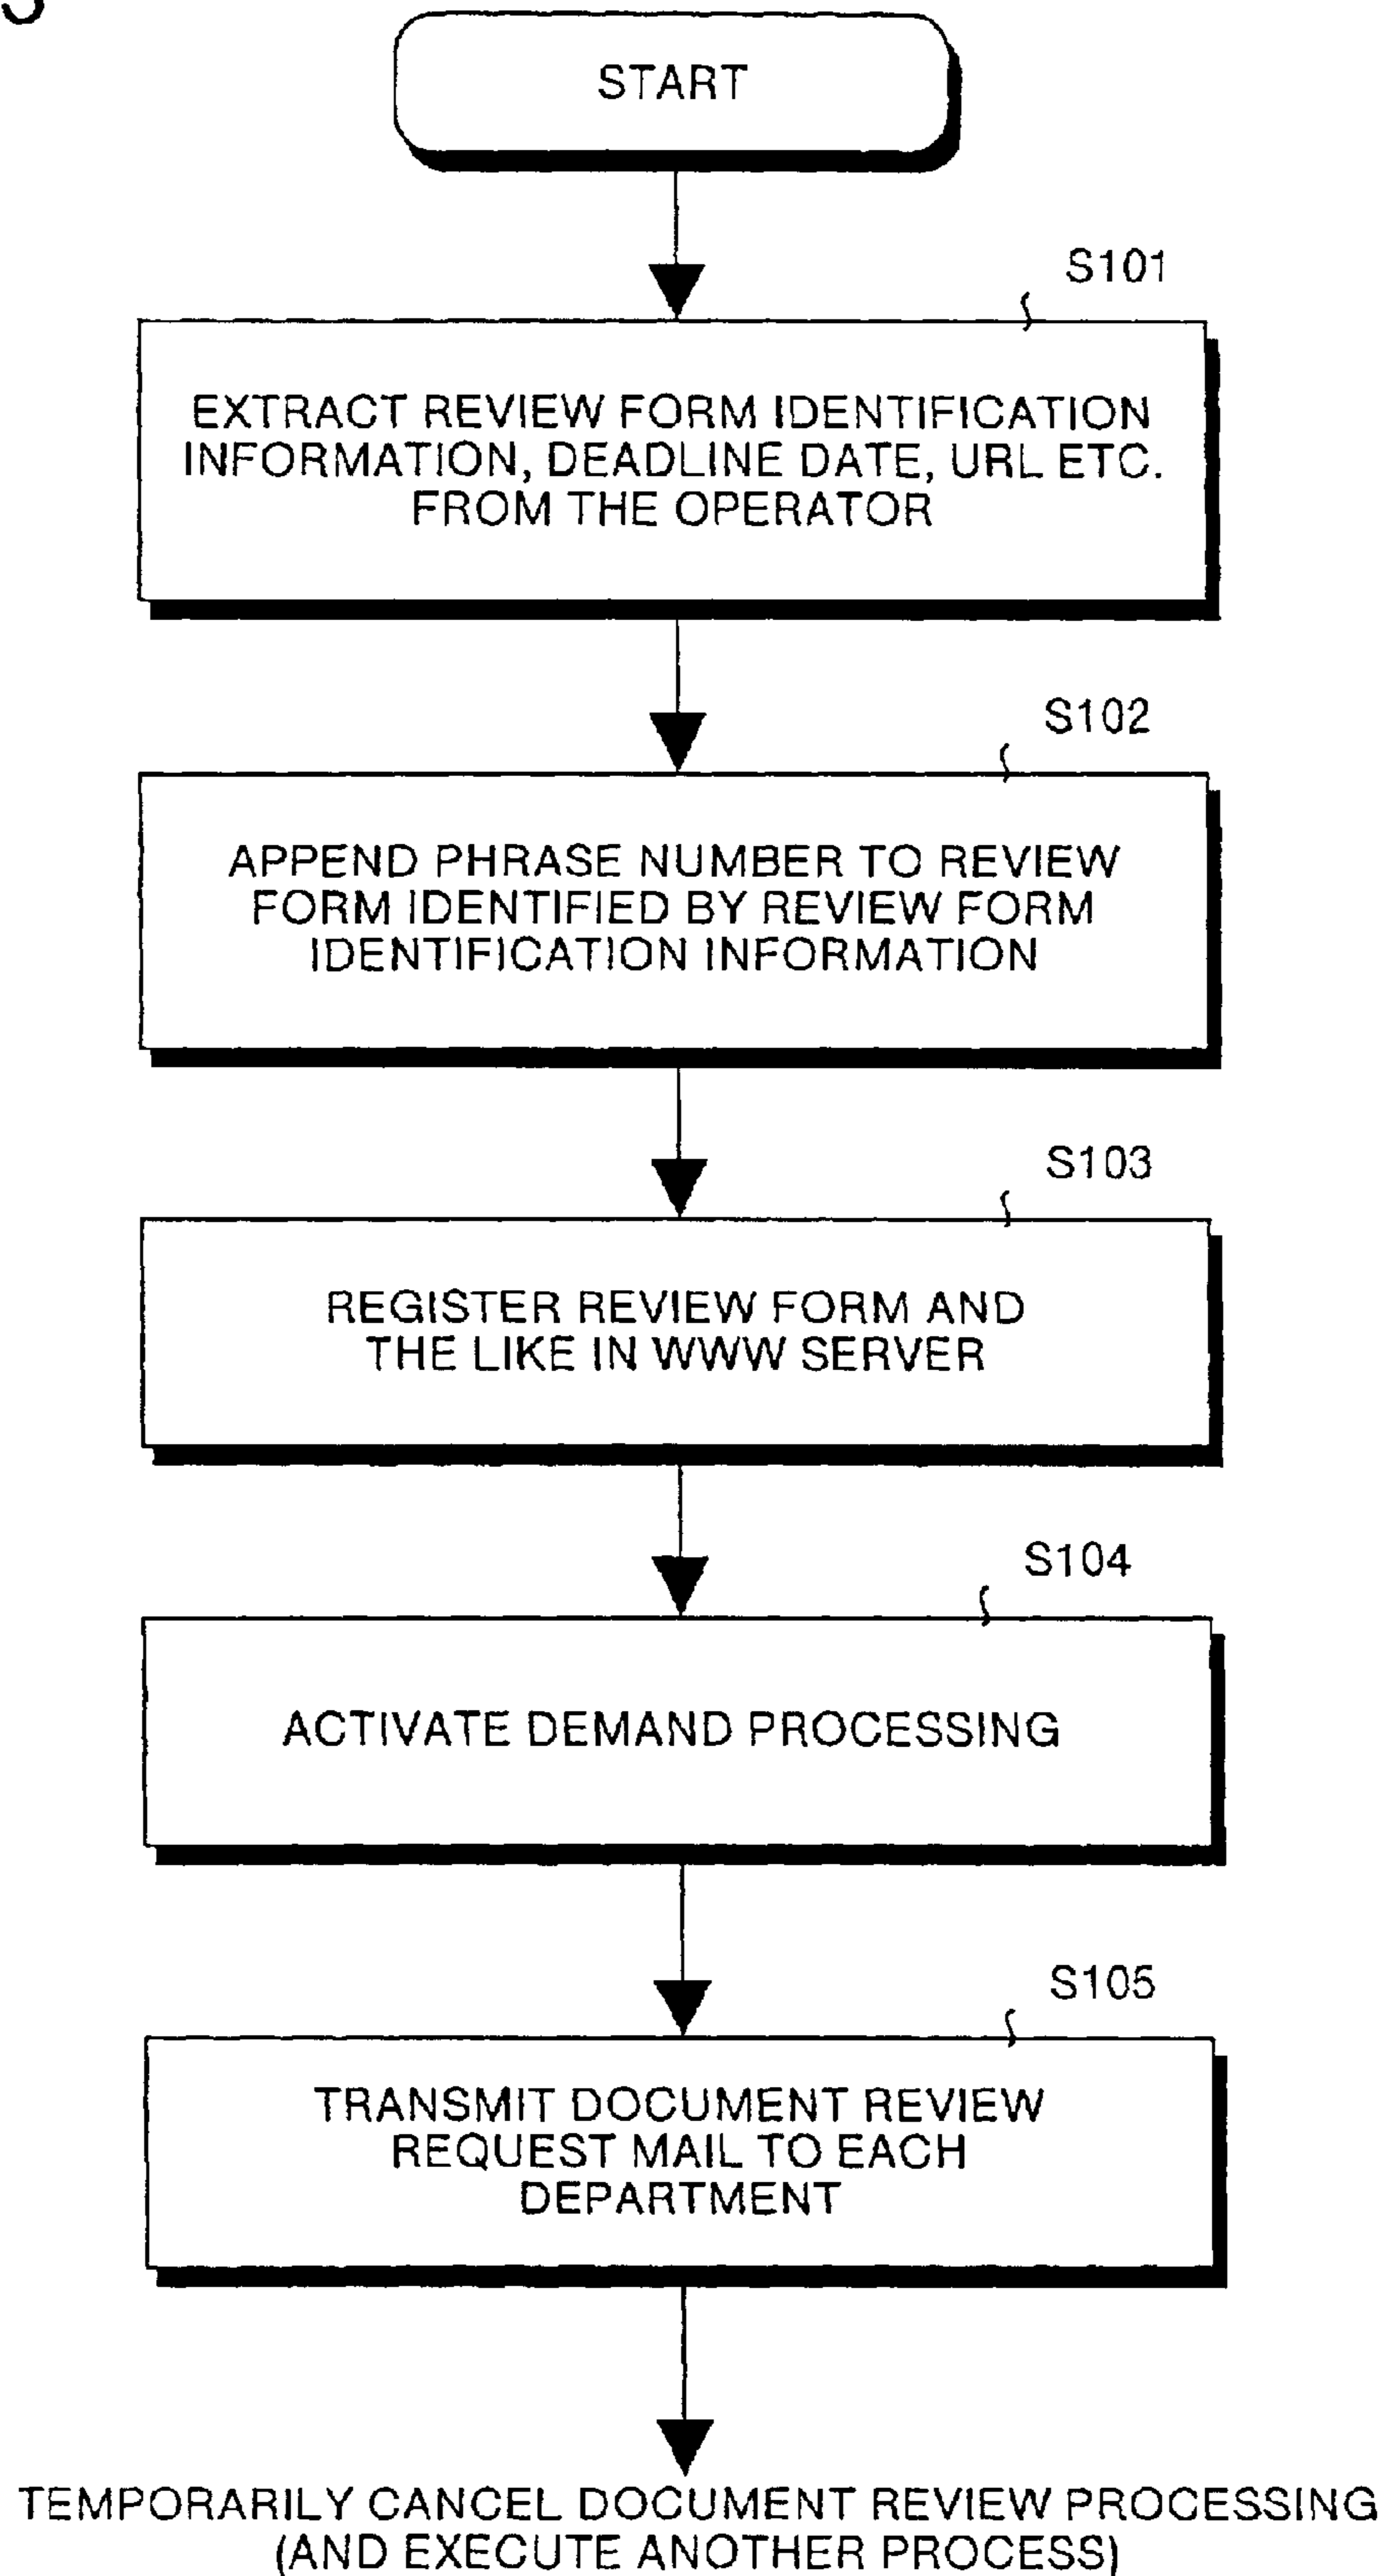 START
S101
EXTRACT REVIEW FORM IDENTIFICATION
INFORMATION, DEADLINE DATE, URL ETC.
FROM THE OPERATOR
S102
APPEND PHRASE NUMBER TO REVIEW
FORM IDENTIFIED BY REVIEW FORM
IDENTIFICATION INFORMATION
S103
REGISTER REVIEW FORM AND
THE LIKE IN WWW SERVER
S104
ACTIVATE DEMAND PROCESSING
S105
TRANSMIT DOCUMENT REVIEW
REQUEST MAIL TO EACH
DEPARTMENT
TEMPORARILY CANCEL DOCUMENT REVIEW PROCESSING
(AND EXECUTE ANOTHER PROCESS)